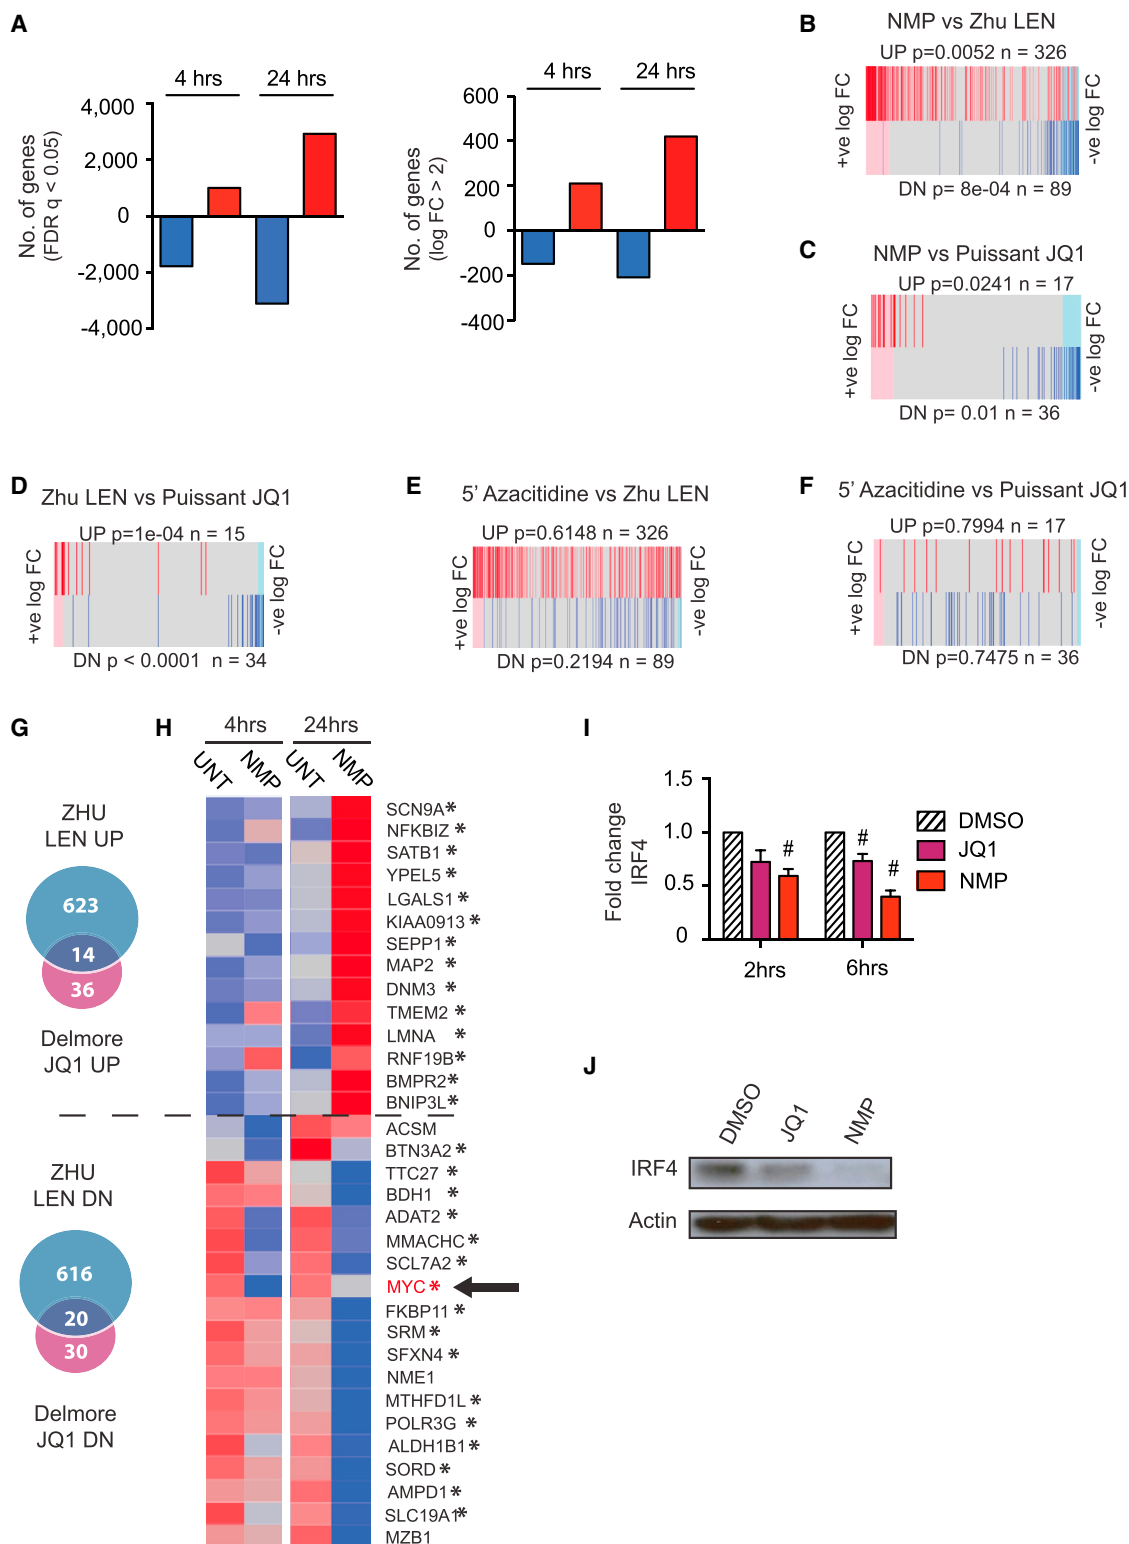 A
4 hrs
24 hrs
No. of genes
(FDR q < 0.05)
4,000
2,000
0
-2,000
-4,000
4 hrs
24 hrs
No. of genes
(log FC > 2)
600
400
200
0
-200
-400
B
NMP vs Zhu LEN
UP p=0.0052 n = 326
+ve log FC
-ve log FC
DN p= 8e-04 n = 89
C
NMP vs Puissant JQ1
UP p=0.0241 n = 17
+ve log FC
-ve log FC
DN p= 0.01 n = 36
D
Zhu LEN vs Puissant JQ1
UP p=1e-04 n = 15
+ve log FC
-ve log FC
DN p < 0.0001 n = 34
E
5' Azacitidine vs Zhu LEN
UP p=0.6148 n = 326
+ve log FC
-ve log FC
DN p=0.2194 n = 89
F
5' Azacitidine vs Puissant JQ1
UP p=0.7994 n = 17
+ve log FC
-ve log FC
DN p=0.7475 n = 36
G
ZHU
LEN UP
623
14
36
Delmore
JQ1 UP
ZHU
LEN DN
616
20
30
Delmore
JQ1 DN
H
4hrs
24hrs
UNT
NMP
UNT
NMP
SCN9A*
NFKBIZ *
SATB1 *
YPEL5 *
LGALS1 *
KIAA0913 *
SEPP1 *
MAP2 *
DNM3 *
TMEM2 *
LMNA *
RNF19B*
BMPR2*
BNIP3L*
ACSM
BTN3A2 *
TTC27 *
BDH1 *
ADAT2 *
MMACHC *
SCL7A2 *
MYC *
FKBP11 *
SRM *
SFXN4 *
NME1
MTHFD1L *
POLR3G *
ALDH1B1 *
SORD *
AMPD1 *
SLC19A1*
MZB1
I
Fold change
IRF4
1.5
1.0
0.5
0
#
#
#
2hrs
6hrs
DMSO
JQ1
NMP
J
DMSO
JQ1
NMP
IRF4
Actin